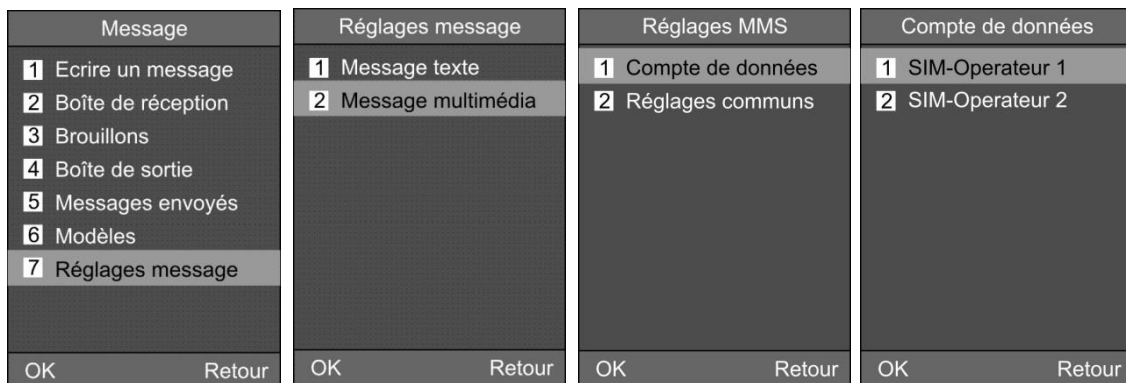 Message
1 Ecrire un message
2 Boîte de réception
3 Brouillons
4 Boîte de sortie
5 Messages envoyés
6 Modèles
7 Réglages message
OK Retour
Réglages message
1 Message texte
2 Message multimédia
OK Retour
Réglages MMS
1 Compte de données
2 Réglages communs
OK Retour
Compte de données
1 SIM-Operateur 1
2 SIM-Operateur 2
OK Retour